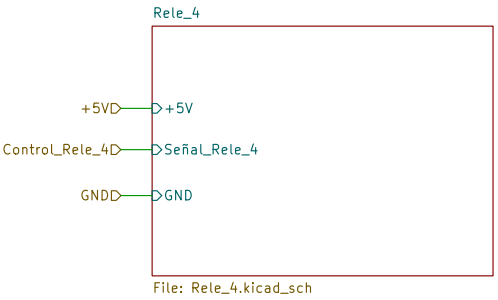 Rele_4
+5V +5V
Control_Rele_4 Señal_Rele_4
GND GND
File: Rele_4.kicad_sch